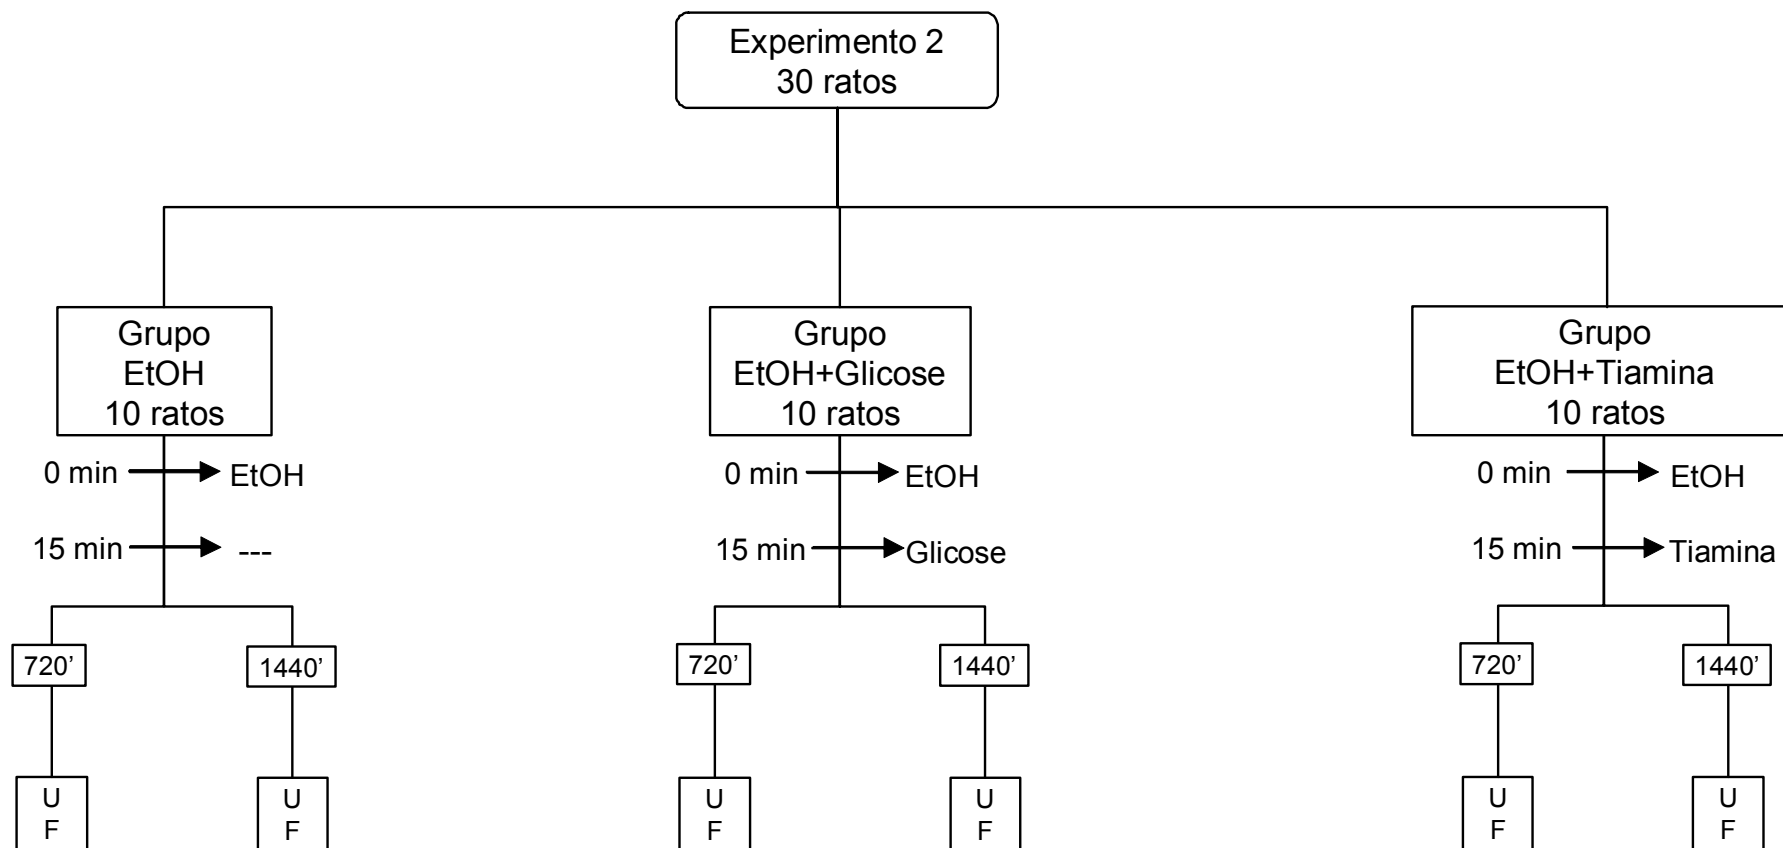 Experimento 2
30 ratos
Grupo
EtOH
10 ratos
Grupo
EtOH+Glicose
10 ratos
Grupo
EtOH+Tiamina
10 ratos
0 min EtOH
0 min EtOH
0 min EtOH
15 min ---
15 min Glicose
15 min Tiamina
720’
1440’
720’
1440’
720’
1440’
U
F
U
F
U
F
U
F
U
F
U
F